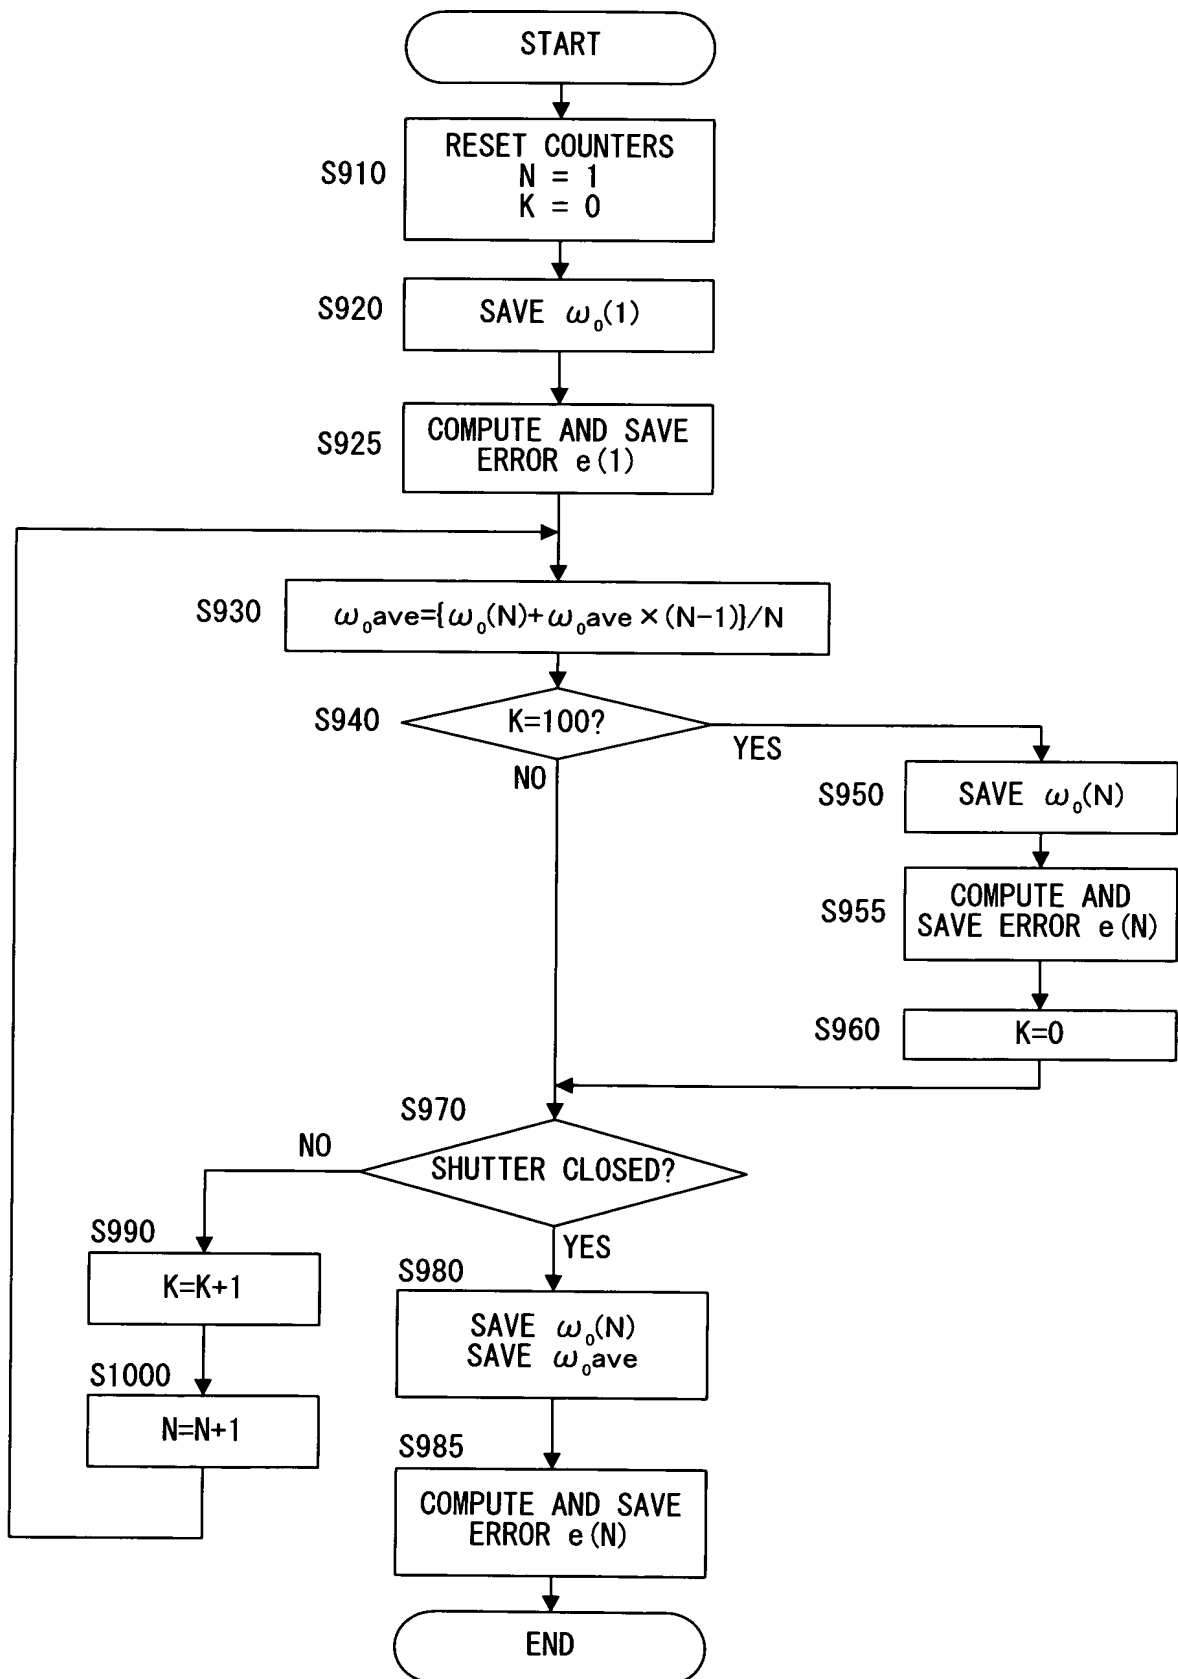 START
S910
RESET COUNTERS
N = 1
K = 0
S920
SAVE ω₀(1)
S925
COMPUTE AND SAVE
ERROR e(1)
S930
ω₀ave={ω₀(N)+ω₀ave×(N-1)}/N
S940
K=100?
YES
NO
S950
SAVE ω₀(N)
S955
COMPUTE AND
SAVE ERROR e(N)
S960
K=0
S970
NO
SHUTTER CLOSED?
YES
S990
K=K+1
S1000
N=N+1
S980
SAVE ω₀(N)
SAVE ω₀ave
S985
COMPUTE AND SAVE
ERROR e(N)
END